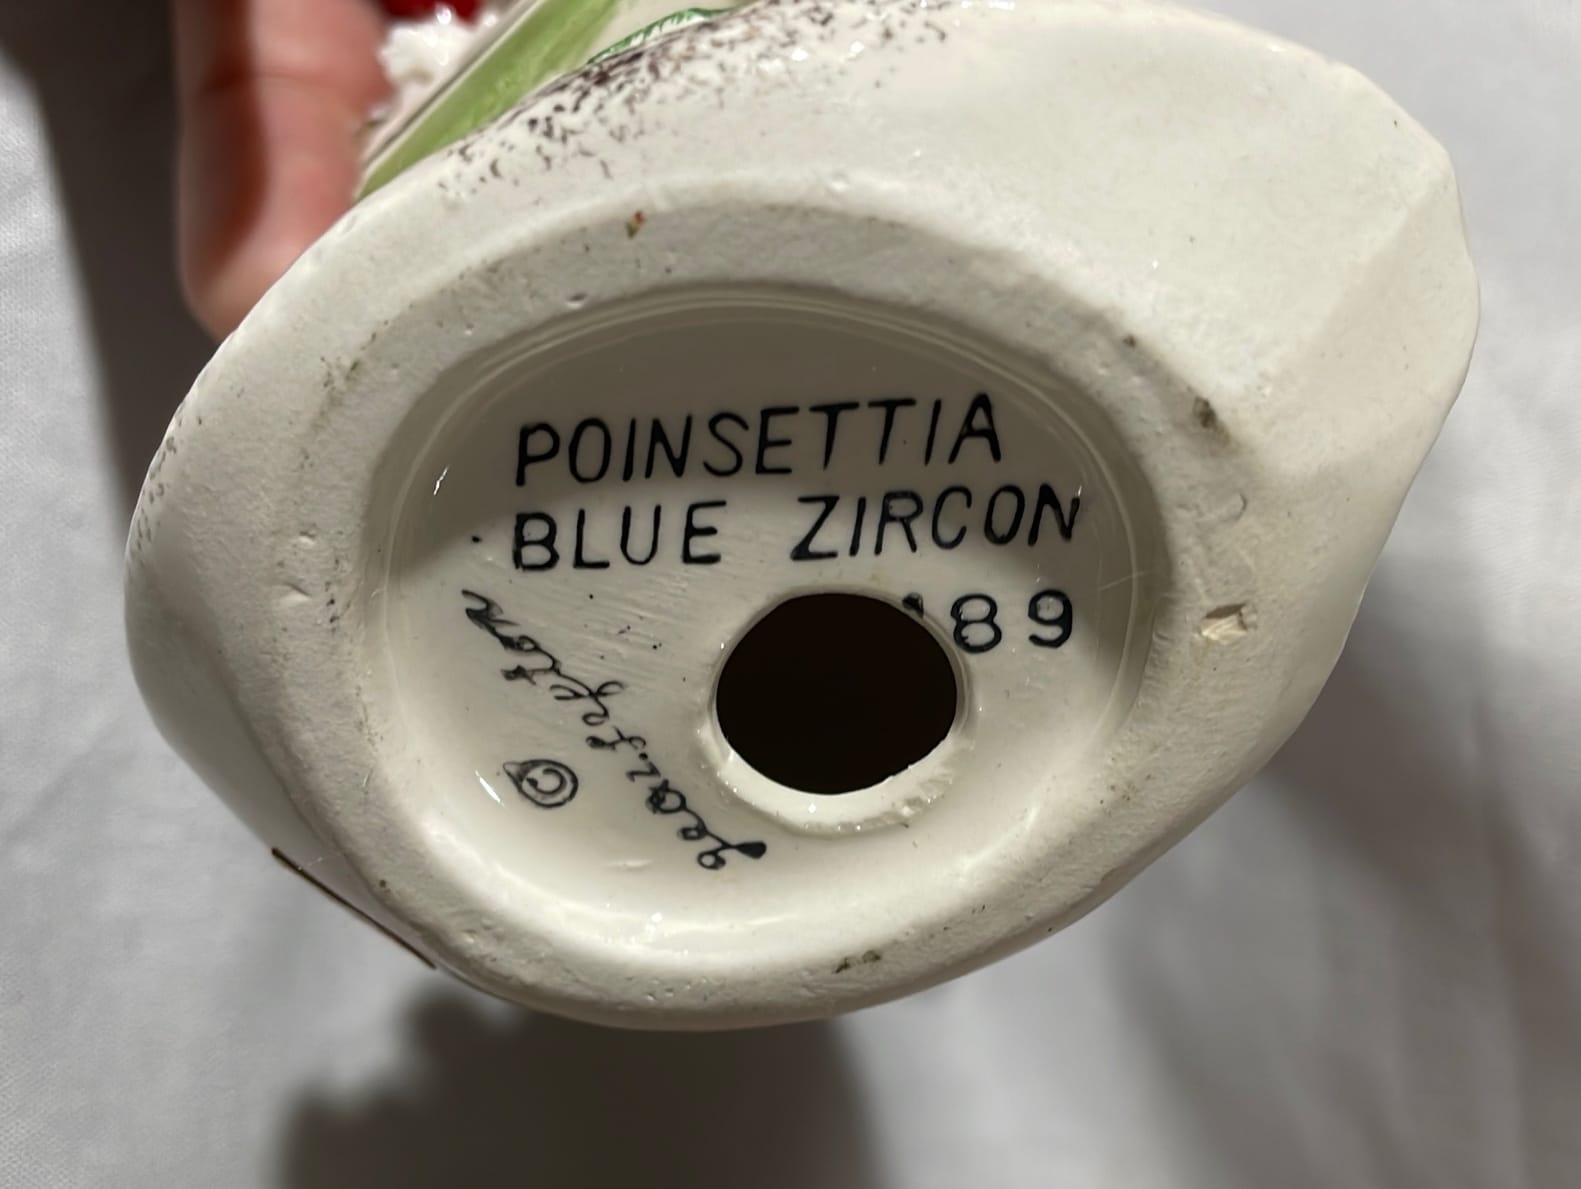 POINSETTIA
BLUE ZIRCON
'89
©